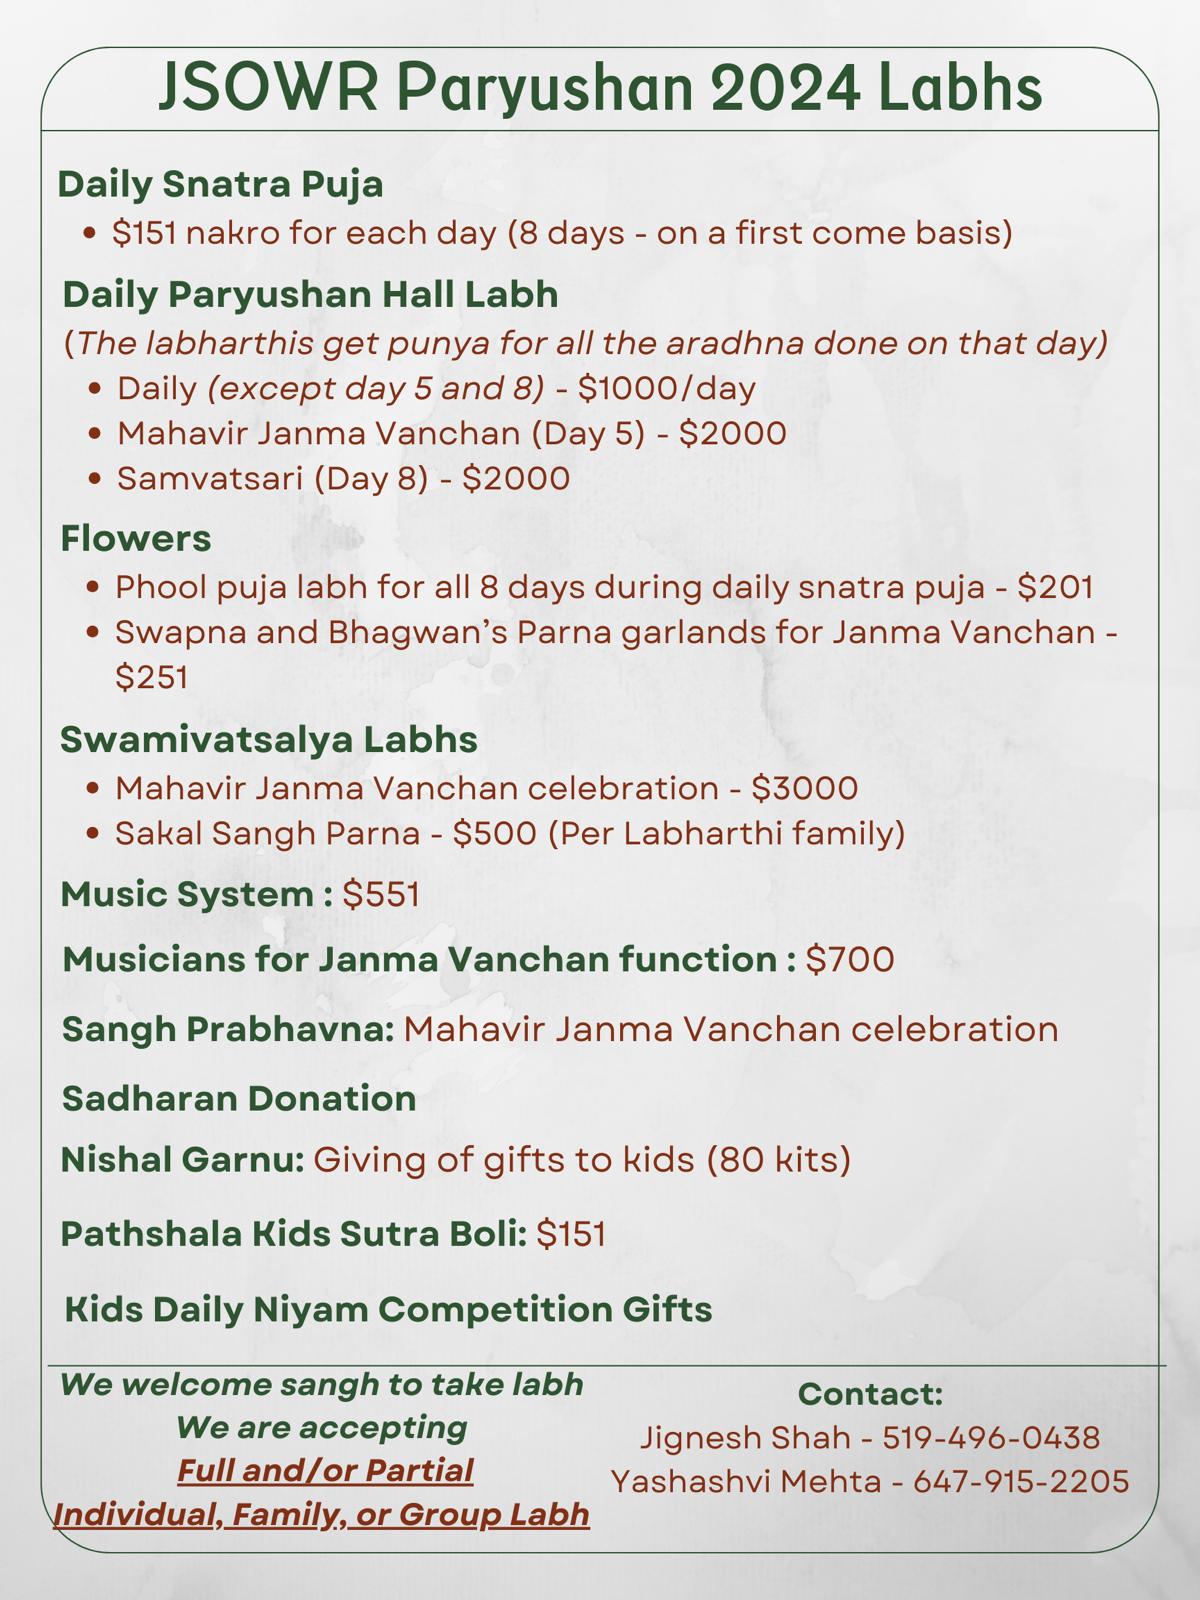 JSOWR Paryushan 2024 Labhs
Daily Snatra Puja
• $151 nakro for each day (8 days - on a first come basis)
Daily Paryushan Hall Labh
(The labharthis get punya for all the aradhna done on that day)
• Daily (except day 5 and 8) - $1000/day
• Mahavir Janma Vanchan (Day 5) - $2000
• Samvatsari (Day 8) - $2000
Flowers
• Phool puja labh for all 8 days during daily snatra puja - $201
• Swapna and Bhagwan’s Parna garlands for Janma Vanchan -
$251
Swamivatsalya Labhs
• Mahavir Janma Vanchan celebration - $3000
• Sakal Sangh Parna - $500 (Per Labharthi family)
Music System : $551
Musicians for Janma Vanchan function : $700
Sangh Prabhavna: Mahavir Janma Vanchan celebration
Sadharan Donation
Nishal Garnu: Giving of gifts to kids (80 kits)
Pathshala Kids Sutra Boli: $151
Kids Daily Niyam Competition Gifts
We welcome sangh to take labh
We are accepting
Full and/or Partial
Individual, Family, or Group Labh
Contact:
Jignesh Shah - 519-496-0438
Yashashvi Mehta - 647-915-2205